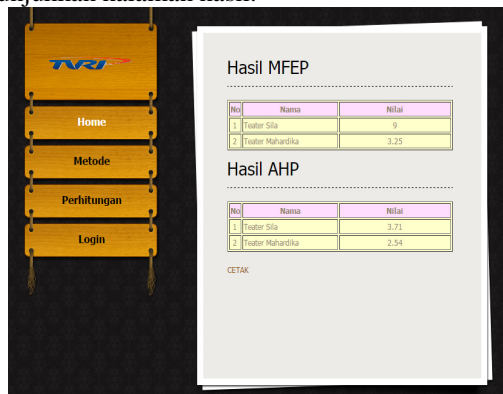 TVRI
Home
Metode
Perhitungan
Login
Hasil MFEP
No Nama Nilai
1 Teater Sila 9
2 Teater Mahardika 3.25
Hasil AHP
No Nama Nilai
1 Teater Sila 3.71
2 Teater Mahardika 2.54
CETAK